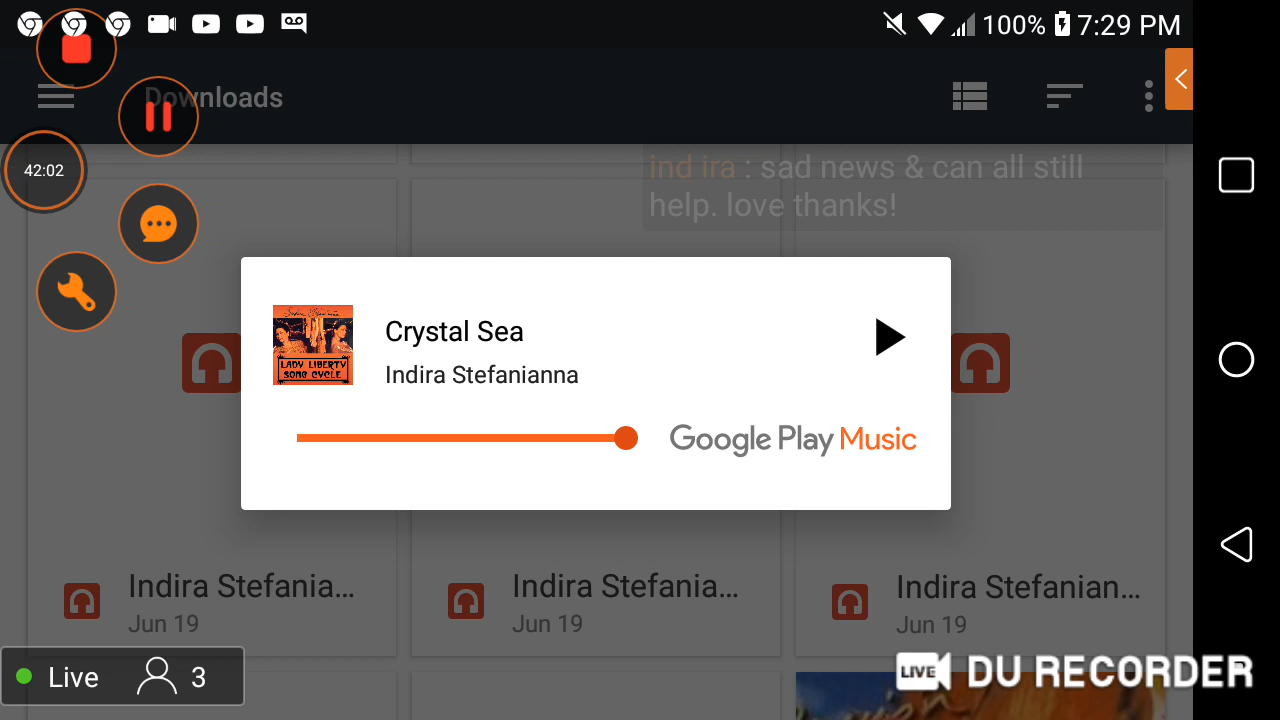 100% 7:29 PM
Downloads
42:02
ind ira : sad news & can all still
help. love thanks!
Crystal Sea
Indira Stefanianna
LADY LIBERTY
SONG CYCLE
Google Play Music
Indira Stefania...
Jun 19
Indira Stefania...
Jun 19
Indira Stefanian...
Jun 19
Live 3
LIVE DU RECORDER